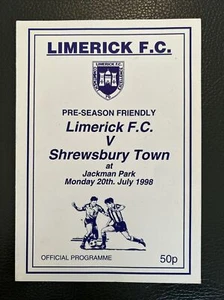 LIMERICK F.C.
PRE-SEASON FRIENDLY
Limerick F.C.
V
Shrewsbury Town
at
Jackman Park
Monday 20th. July 1998
OFFICIAL PROGRAMME
50p